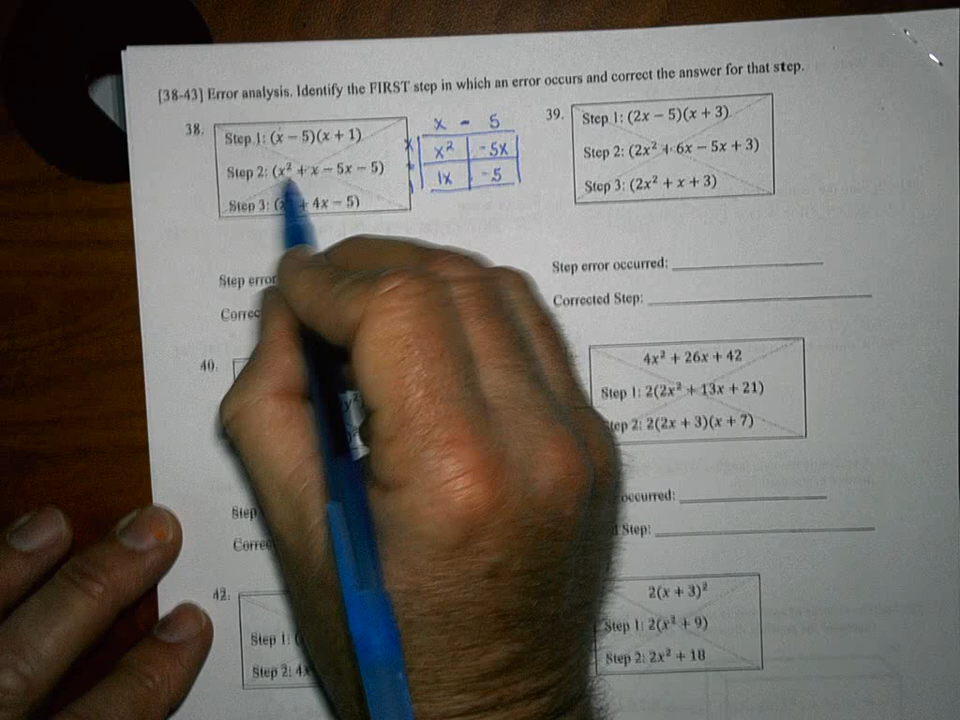 [38-43] Error analysis. Identify the FIRST step in which an error occurs and correct the answer for that step.
38.
Step 1: (x − 5)(x + 1)
Step 2: (x² + x − 5x − 5)
Step 3: ( + 4x − 5)
x - 5
x x² -5x
1x -5
39.
Step 1: (2x − 5)(x + 3)
Step 2: (2x² + 6x − 5x + 3)
Step 3: (2x² + x + 3)
Step error
Correc
Step error occurred:
Corrected Step:
40.
4x² + 26x + 42
Step 1: 2(2x² + 13x + 21)
tep 2: 2(2x + 3)(x + 7)
Step
Correc
occurred:
Step:
42.
Step 1: (
Step 2: 4x
2(x + 3)²
Step 1: 2(x² + 9)
Step 2: 2x² + 18